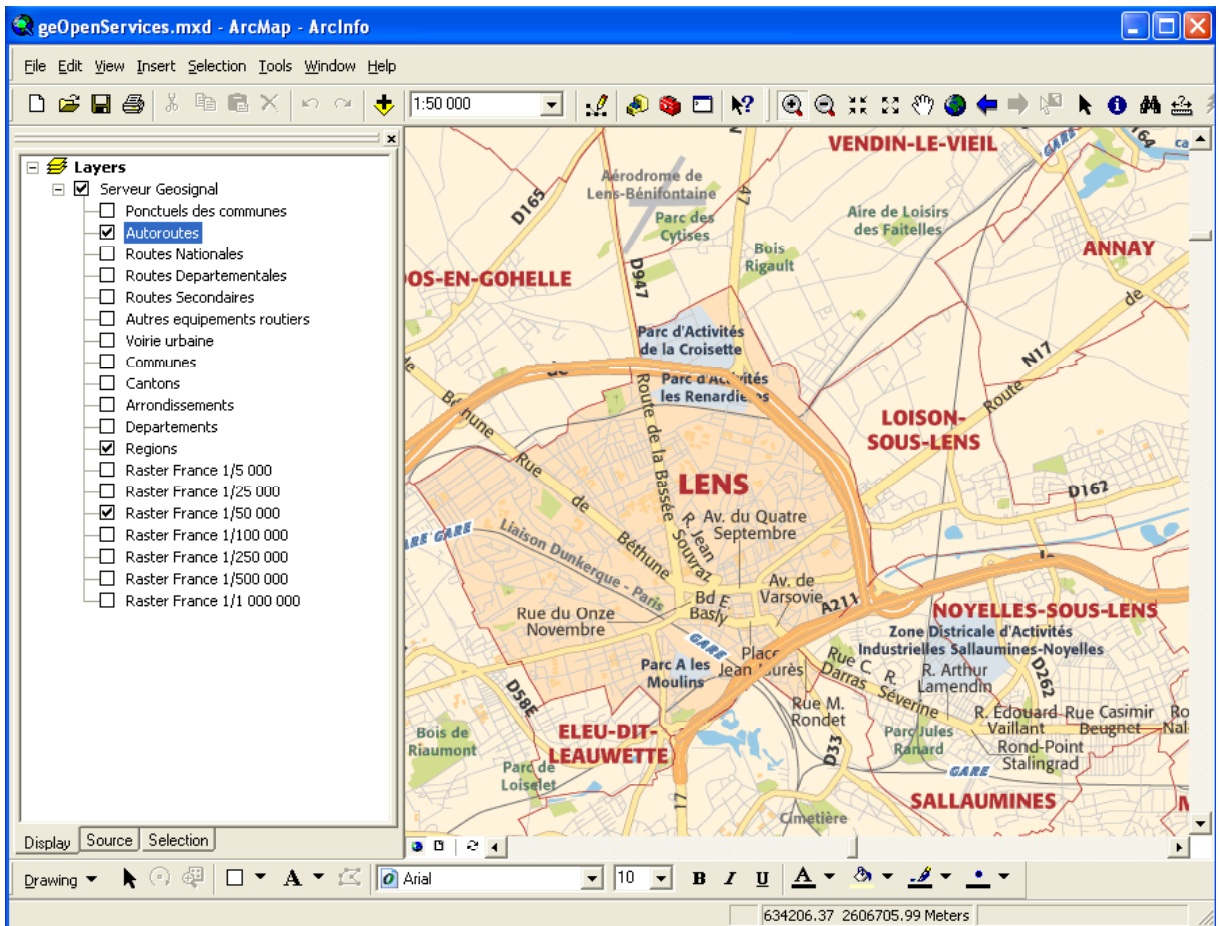 geOpenServices.mxd - ArcMap - ArcInfo
File Edit View Insert Selection Tools Window Help
1:50 000
Layers
Serveur Geosignal
Ponctuels des communes
Autoroutes
Routes Nationales
Routes Departementales
Routes Secondaires
Autres equipements routiers
Voirie urbaine
Communes
Cantons
Arrondissements
Departements
Regions
Raster France 1/5 000
Raster France 1/25 000
Raster France 1/50 000
Raster France 1/100 000
Raster France 1/250 000
Raster France 1/500 000
Raster France 1/1 000 000
VENDIN-LE-VIEIL
GARE
Aérodrome de
Lens-Bénifontaine
D165
47
Parc des
Cytises
Aire de Loisirs
des Faitelles
Bois
Rigault
ANNAY
OS-EN-GOHELLE
D947
de
Parc d'Activités
de la Croisette
N17
Route
Parc d'Activités
les Renardières
de
Béthune
Route de la Bassée
LOISON-
SOUS-LENS
Rue
de
Béthune
LENS
D162
Av. du Quatre
Septembre
R. Jean
Souvraz
GARE
Liaison Dunkerque - Paris
Av. de
Varsovie
A211
Bd E.
Basly
Rue du Onze
Novembre
NOYELLES-SOUS-LENS
Zone Districale d'Activités
Industrielles Sallaumines-Noyelles
GARE
Place
Jean Jaurès
Parc A les
Moulins
Rue C.
Darras
R.
Séverine
R. Arthur
Lamendin
D262
D58E
Rue M.
Rondet
R. Edouard
Vaillant
Rue Casimir
Beugnet
Bois de
Riaumont
ELEU-DIT-
LEAUWETTE
Parc Jules
Ranard
Rond-Point
Stalingrad
D33
GARE
Parc de
Loiselet
17
SALLAUMINES
Cimetière
Display Source Selection
Drawing
Arial
10
B I U A
634206.37 2606705.99 Meters